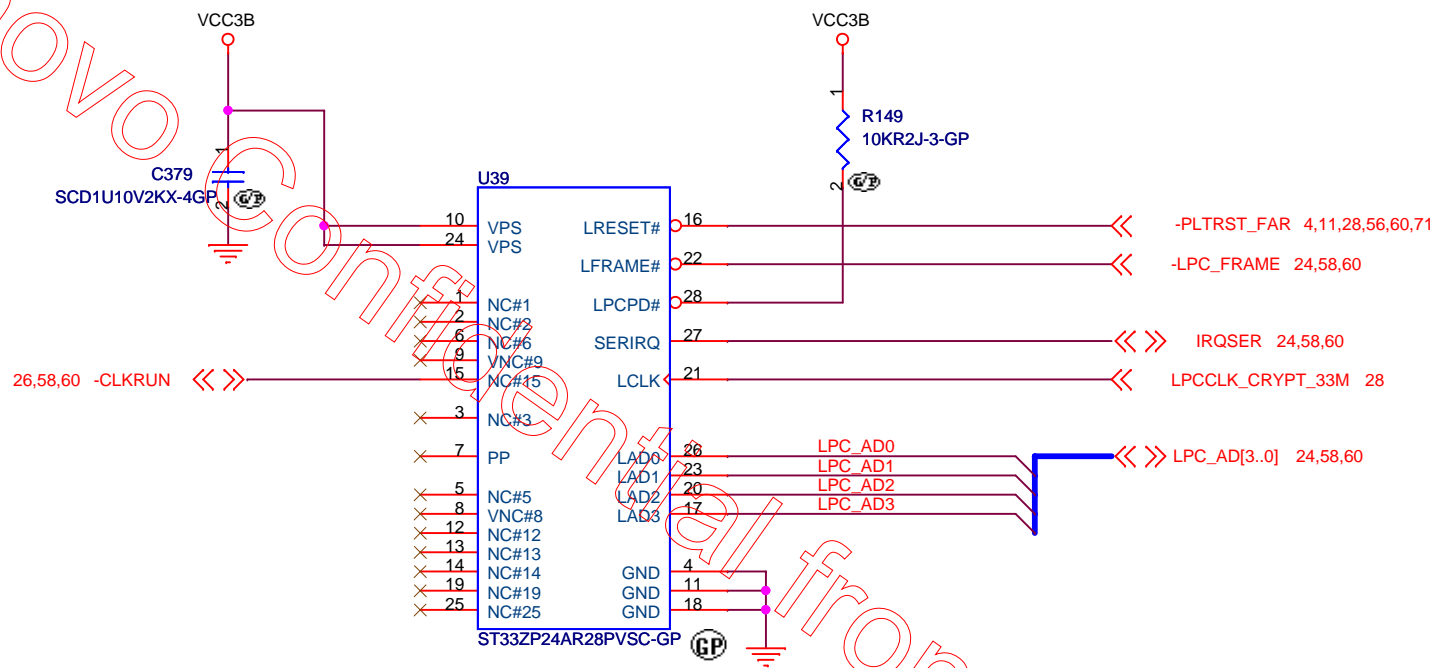 VCC3B
VCC3B
1
R149
10KR2J-3-GP
2
G/P
1
C379
SCD1U10V2KX-4GP
2
G/P
U39
10 VPS
24 VPS
1 NC#1
2 NC#2
6 NC#6
9 VNC#9
26,58,60 -CLKRUN 15 NC#15
3 NC#3
7 PP
5 NC#5
8 VNC#8
12 NC#12
13 NC#13
14 NC#14
19 NC#19
25 NC#25
LRESET# 16 -PLTRST_FAR 4,11,28,56,60,71
LFRAME# 22 -LPC_FRAME 24,58,60
LPCPD# 28
SERIRQ 27 IRQSER 24,58,60
LCLK 21 LPCCLK_CRYPT_33M 28
LAD0 26 LPC_AD0 LPC_AD[3..0] 24,58,60
LAD1 23 LPC_AD1
LAD2 20 LPC_AD2
LAD3 17 LPC_AD3
GND 4
GND 11
GND 18
ST33ZP24AR28PVSC-GP
GP
ovo Confidential from